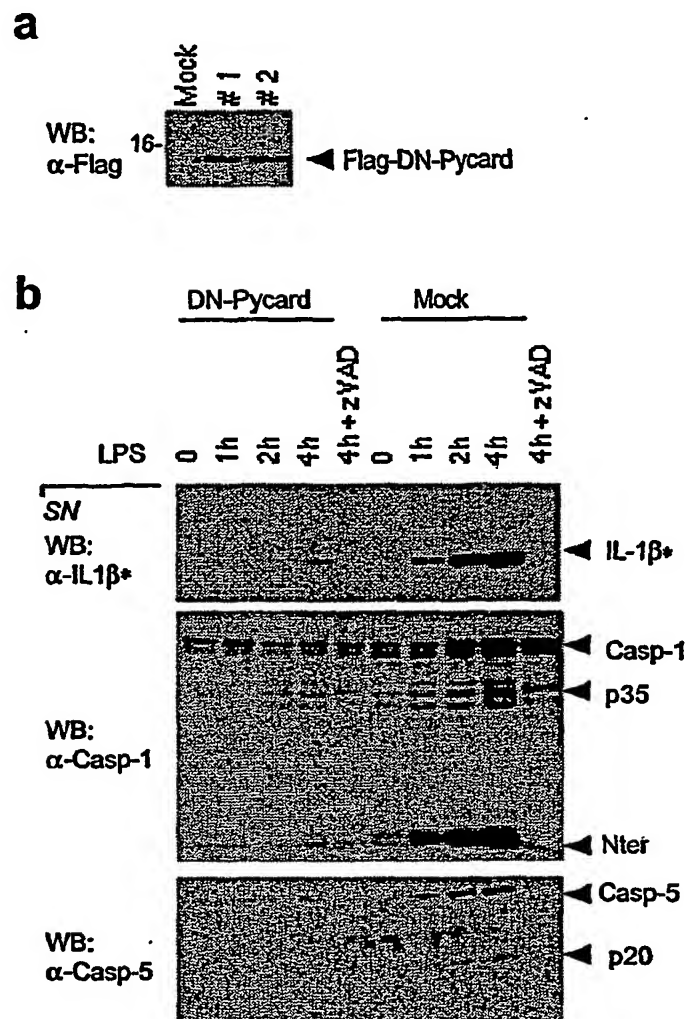 a
Mock
# 1
# 2
WB:
α-Flag
16-
Flag-DN-Pycard
b
DN-Pycard Mock
LPS 0 1h 2h 4h 4h+zYAD 0 1h 2h 4h 4h+zYAD
SN
WB:
α-IL1β*
IL-1β*
WB:
α-Casp-1
Casp-1
p35
Nter
WB:
α-Casp-5
Casp-5
p20